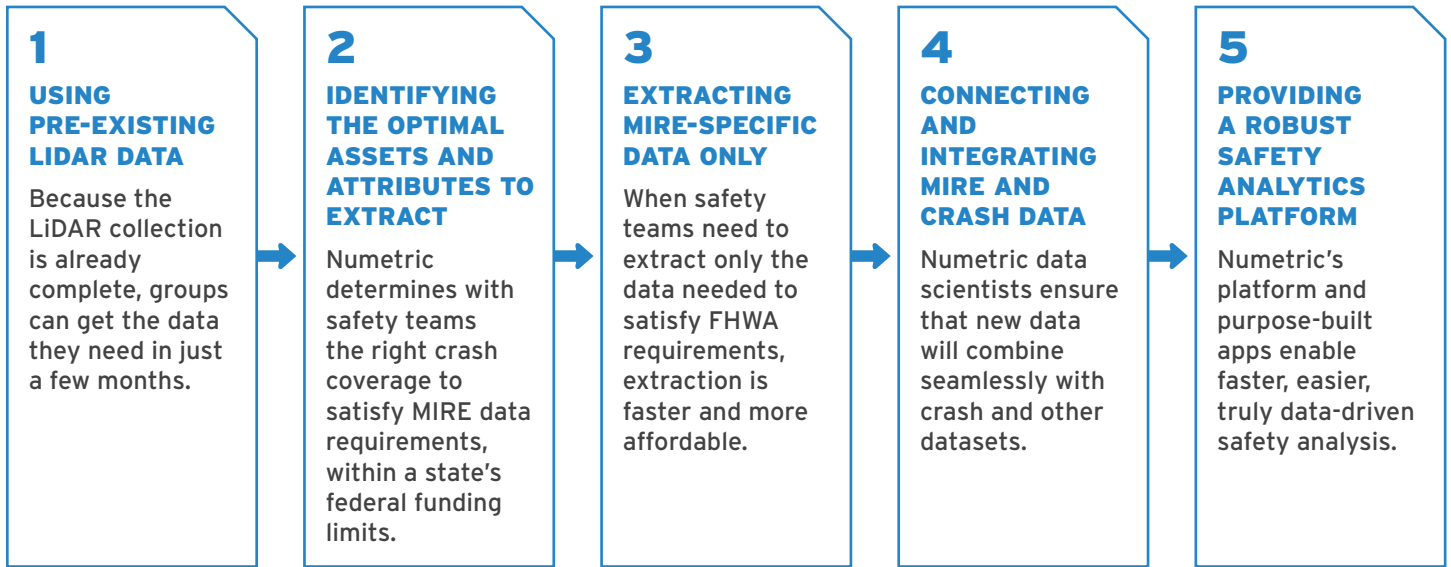 1
USING
PRE-EXISTING
LIDAR DATA
Because the
LiDAR collection
is already
complete, groups
can get the data
they need in just
a few months.
2
IDENTIFYING
THE OPTIMAL
ASSETS AND
ATTRIBUTES TO
EXTRACT
Numetric
determines with
safety teams
the right crash
coverage to
satisfy MIRE data
requirements,
within a state's
federal funding
limits.
3
EXTRACTING
MIRE-SPECIFIC
DATA ONLY
When safety
teams need to
extract only the
data needed to
satisfy FHWA
requirements,
extraction is
faster and more
affordable.
4
CONNECTING
AND
INTEGRATING
MIRE AND
CRASH DATA
Numetric data
scientists ensure
that new data
will combine
seamlessly with
crash and other
datasets.
5
PROVIDING
A ROBUST
SAFETY
ANALYTICS
PLATFORM
Numetric's
platform and
purpose-built
apps enable
faster, easier,
truly data-driven
safety analysis.